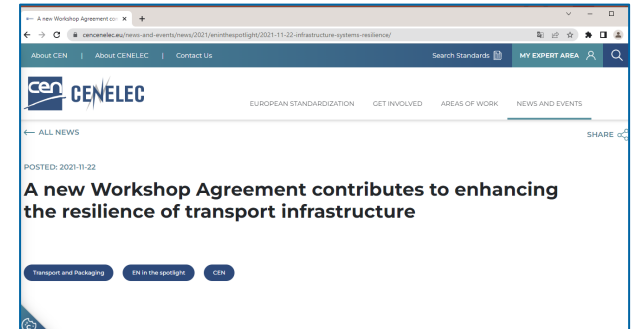 A new Workshop Agreement con
cencenelec.eu/news-and-events/news/2021/eninthespotlight/2021-11-22-infrastructure-systems-resilience/
About CEN | About CENELEC | Contact Us Search Standards MY EXPERT AREA
cen CENELEC
EUROPEAN STANDARDIZATION GET INVOLVED AREAS OF WORK NEWS AND EVENTS
← ALL NEWS SHARE
POSTED: 2021-11-22
A new Workshop Agreement contributes to enhancing
the resilience of transport infrastructure
Transport and Packaging EN in the spotlight CEN